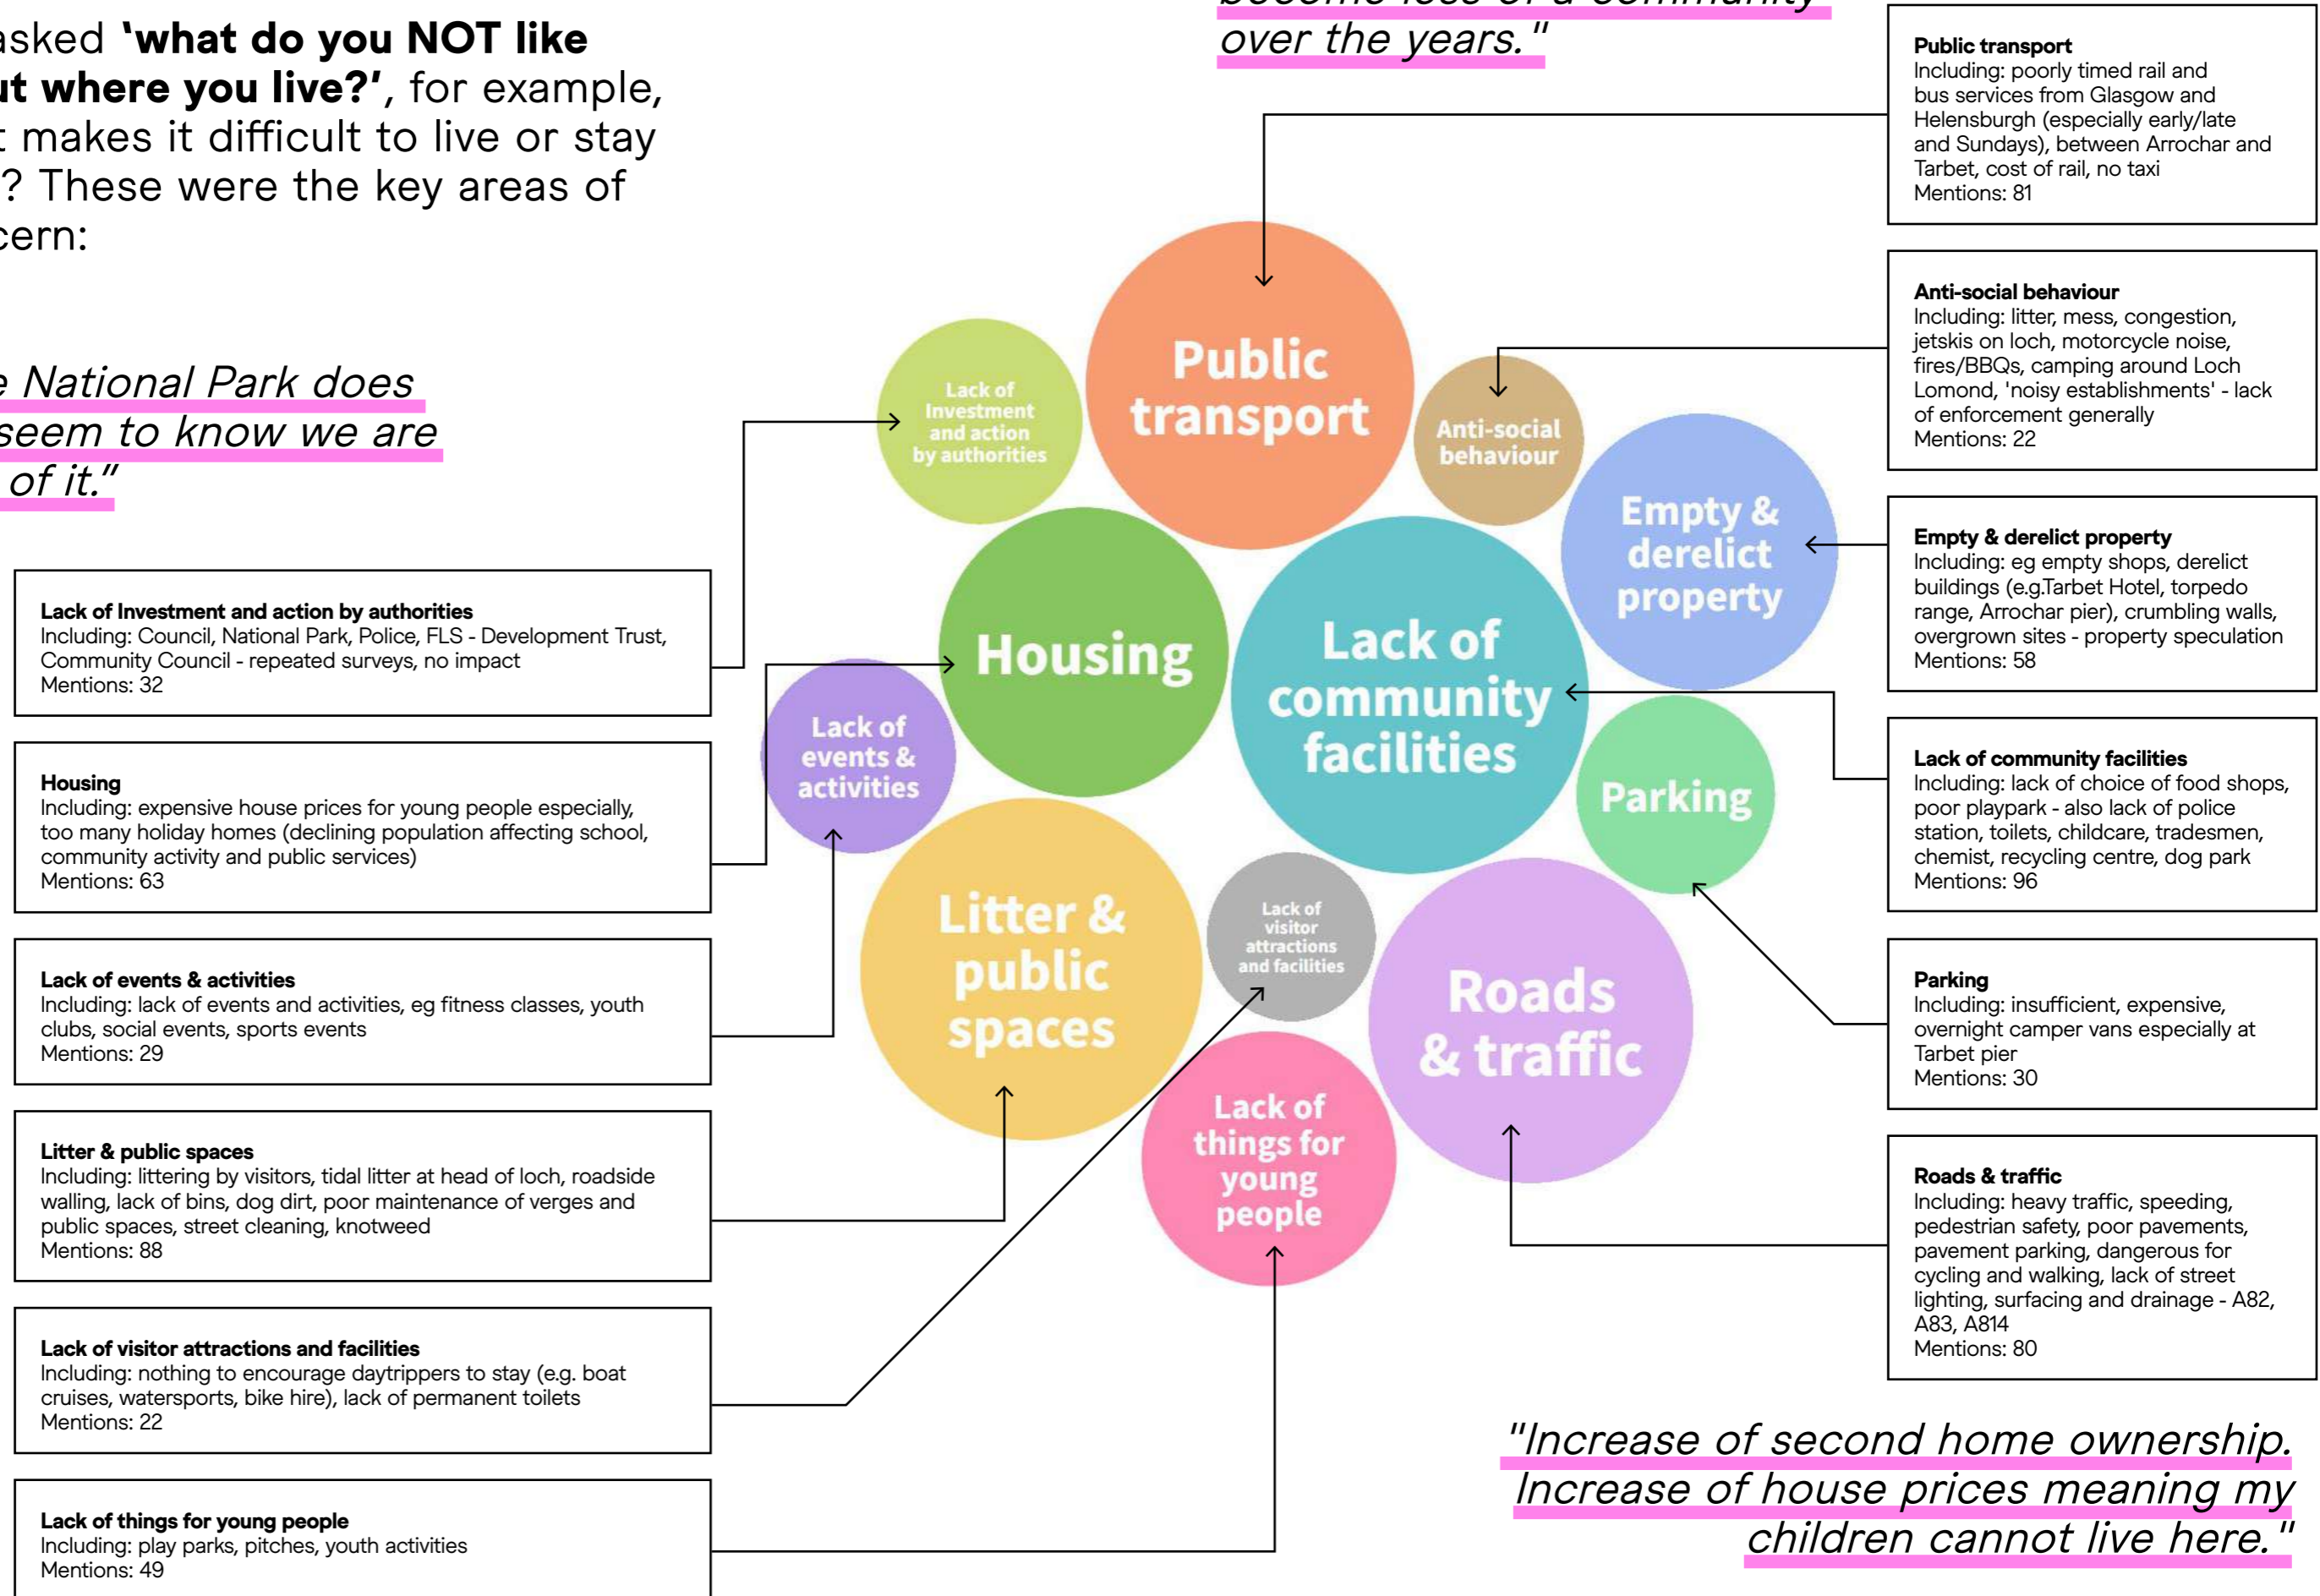 asked ‘what do you NOT like
ut where you live?’, for example,
t makes it difficult to live or stay
? These were the key areas of
cern:
become less of a community
over the years."
e National Park does
seem to know we are
of it."
Lack of Investment and action by authorities
Including: Council, National Park, Police, FLS - Development Trust,
Community Council - repeated surveys, no impact
Mentions: 32
Housing
Including: expensive house prices for young people especially,
too many holiday homes (declining population affecting school,
community activity and public services)
Mentions: 63
Lack of events & activities
Including: lack of events and activities, eg fitness classes, youth
clubs, social events, sports events
Mentions: 29
Litter & public spaces
Including: littering by visitors, tidal litter at head of loch, roadside
walling, lack of bins, dog dirt, poor maintenance of verges and
public spaces, street cleaning, knotweed
Mentions: 88
Lack of visitor attractions and facilities
Including: nothing to encourage daytrippers to stay (e.g. boat
cruises, watersports, bike hire), lack of permanent toilets
Mentions: 22
Lack of things for young people
Including: play parks, pitches, youth activities
Mentions: 49
Public
transport
Lack of
Investment
and action
by authorities
Anti-social
behaviour
Empty &
derelict
property
Housing
Lack of
community
facilities
Lack of
events &
activities
Parking
Litter &
public
spaces
Lack of
visitor
attractions
and facilities
Roads
& traffic
Lack of
things for
young
people
Public transport
Including: poorly timed rail and
bus services from Glasgow and
Helensburgh (especially early/late
and Sundays), between Arrochar and
Tarbet, cost of rail, no taxi
Mentions: 81
Anti-social behaviour
Including: litter, mess, congestion,
jetskis on loch, motorcycle noise,
fires/BBQs, camping around Loch
Lomond, 'noisy establishments' - lack
of enforcement generally
Mentions: 22
Empty & derelict property
Including: eg empty shops, derelict
buildings (e.g.Tarbet Hotel, torpedo
range, Arrochar pier), crumbling walls,
overgrown sites - property speculation
Mentions: 58
Lack of community facilities
Including: lack of choice of food shops,
poor playpark - also lack of police
station, toilets, childcare, tradesmen,
chemist, recycling centre, dog park
Mentions: 96
Parking
Including: insufficient, expensive,
overnight camper vans especially at
Tarbet pier
Mentions: 30
Roads & traffic
Including: heavy traffic, speeding,
pedestrian safety, poor pavements,
pavement parking, dangerous for
cycling and walking, lack of street
lighting, surfacing and drainage - A82,
A83, A814
Mentions: 80
"Increase of second home ownership.
Increase of house prices meaning my
children cannot live here."